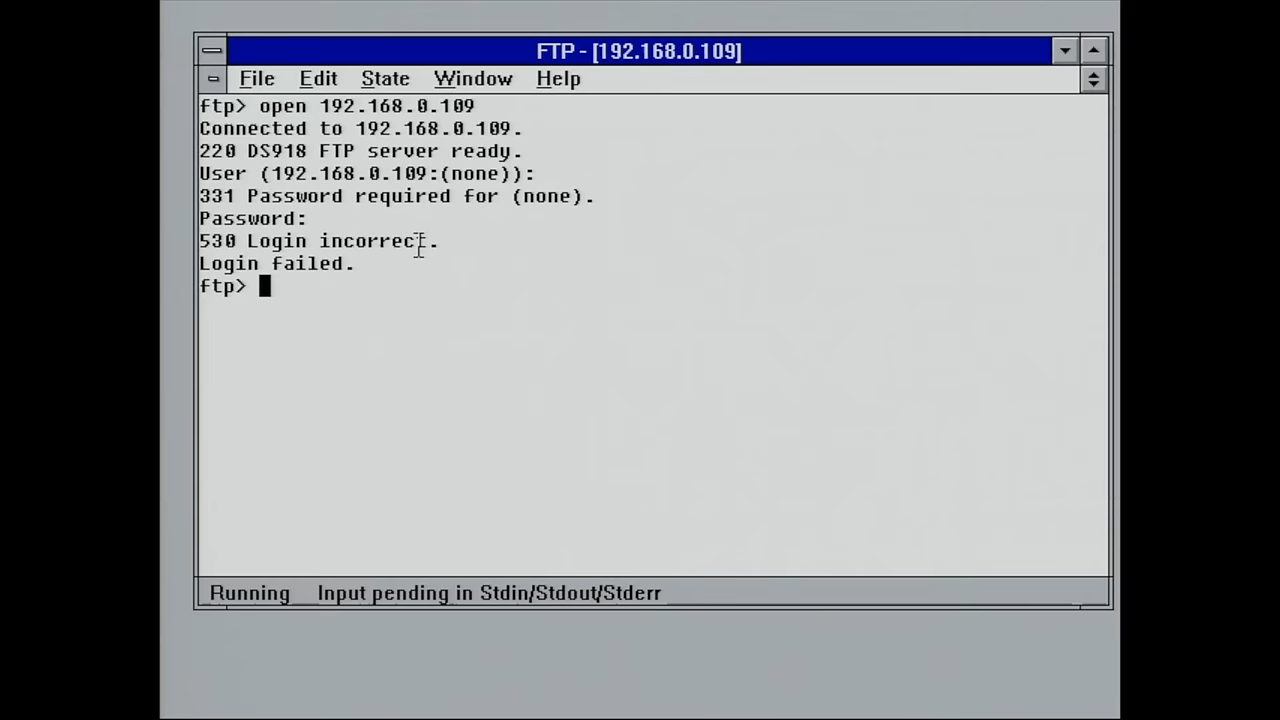 FTP - [192.168.0.109]
File Edit State Window Help
ftp> open 192.168.0.109
Connected to 192.168.0.109.
220 DS918 FTP server ready.
User (192.168.0.109:(none)):
331 Password required for (none).
Password:
530 Login incorrect.
Login failed.
ftp>
Running Input pending in Stdin/Stdout/Stderr